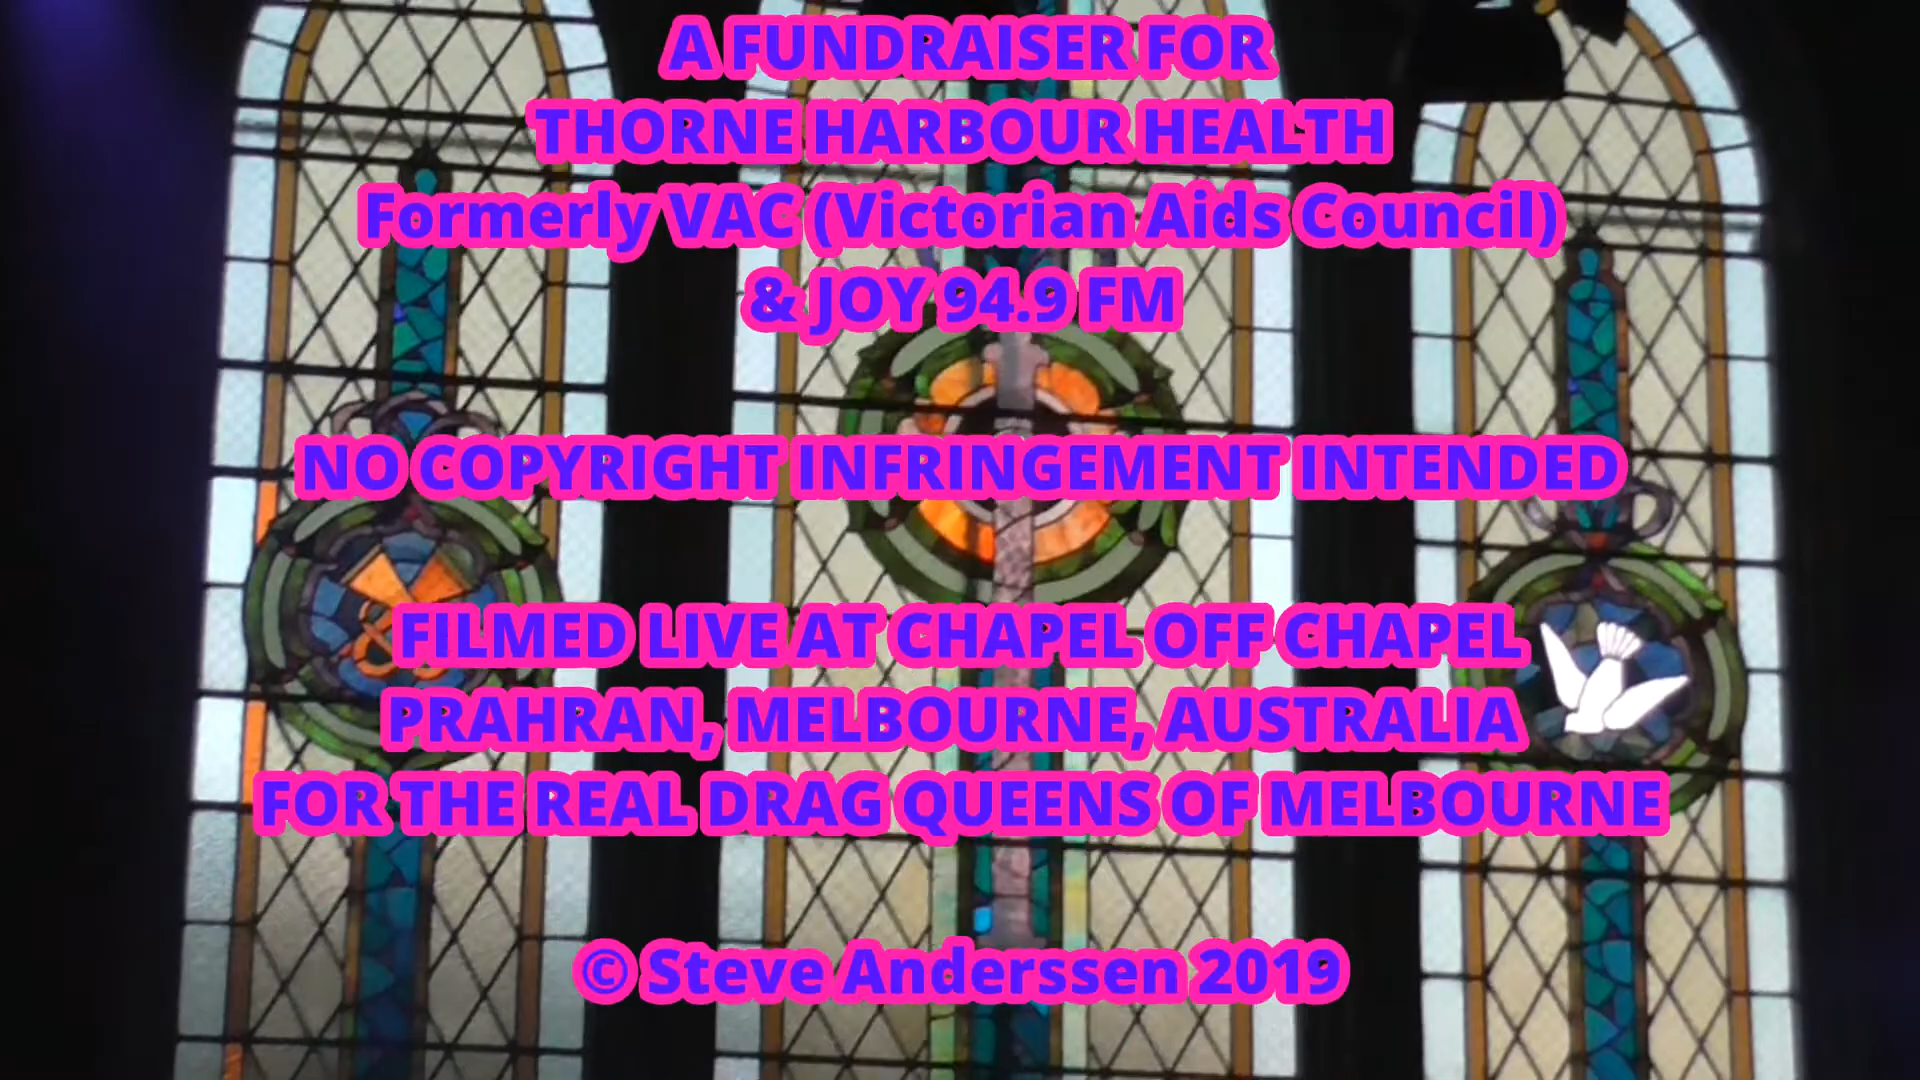 A FUNDRAISER FOR
THORNE HARBOUR HEALTH
Formerly VAC (Victorian Aids Council)
& JOY 94.9 FM
NO COPYRIGHT INFRINGEMENT INTENDED
FILMED LIVE AT CHAPEL OFF CHAPEL
PRAHRAN, MELBOURNE, AUSTRALIA
FOR THE REAL DRAG QUEENS OF MELBOURNE
© Steve Anderssen 2019